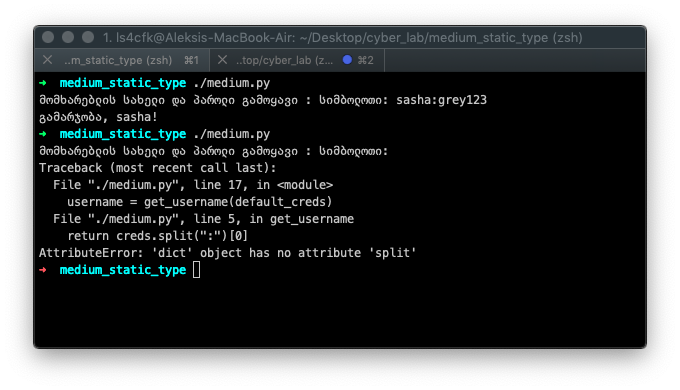 1. ls4cfk@Aleksis-MacBook-Air: ~/Desktop/cyber_lab/medium_static_type (zsh)
..m_static_type (zsh) ⌘1 ..top/cyber_lab (z... ⌘2
➜ medium_static_type ./medium.py
მომხარებლის სახელი და პაროლი გამოყავი : სიმბოლოთი: sasha:grey123
გამარჯობა, sasha!
➜ medium_static_type ./medium.py
მომხარებლის სახელი და პაროლი გამოყავი : სიმბოლოთი:
Traceback (most recent call last):
File "./medium.py", line 17, in <module>
username = get_username(default_creds)
File "./medium.py", line 5, in get_username
return creds.split(":")[0]
AttributeError: 'dict' object has no attribute 'split'
➜ medium_static_type